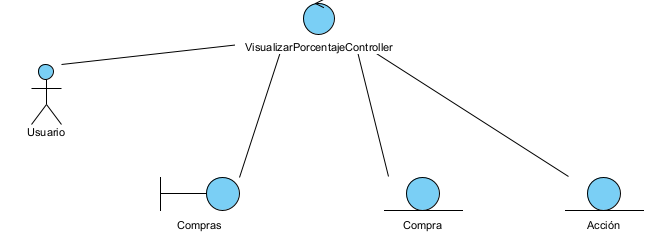 VisualizarPorcentajeController
Usuario
Compras
Compra
Acción